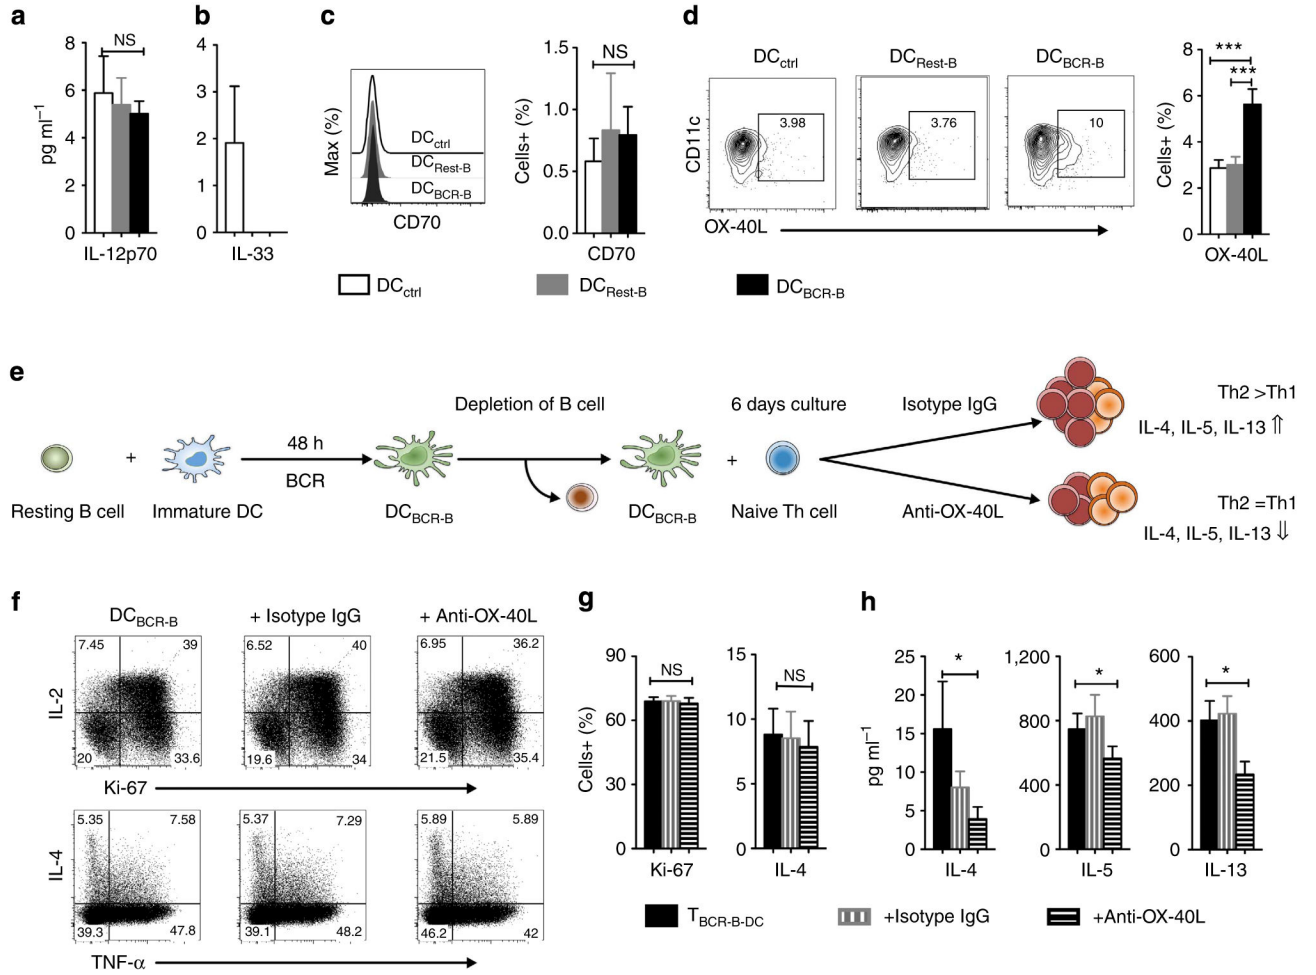 a
8
6
4
2
0
pg ml–1
NS
IL-12p70
b
4
3
2
1
0
IL-33
c
Max (%)
DCctrl
DCRest-B
DCBCR-B
CD70
1.5
1.0
0.5
0.0
Cells+ (%)
NS
CD70
d
DCctrl
DCRest-B
DCBCR-B
CD11c
3.98
3.76
10
OX-40L
8
6
4
2
0
Cells+ (%)
***
***
OX-40L
DCctrl
DCRest-B
DCBCR-B
e
Depletion of B cell
6 days culture
Isotype IgG
Th2 >Th1
IL-4, IL-5, IL-13 ⇑
+
48 h
BCR
+
Resting B cell
Immature DC
DCBCR-B
DCBCR-B
Naive Th cell
Anti-OX-40L
Th2 =Th1
IL-4, IL-5, IL-13 ⇓
f
DCBCR-B
+ Isotype IgG
+ Anti-OX-40L
IL-2
7.45 39
20 33.6
6.52 40
19.6 34
6.95 36.2
21.5 35.4
Ki-67
IL-4
5.35 7.58
39.3 47.8
5.37 7.29
39.1 48.2
5.89 5.89
46.2 42
TNF-α
g
90
60
30
0
Cells+ (%)
NS
Ki-67
15
10
5
0
NS
IL-4
h
25
20
15
10
5
0
pg ml–1
*
IL-4
1,200
800
400
0
*
IL-5
600
400
200
0
*
IL-13
TBCR-B-DC
+Isotype IgG
+Anti-OX-40L